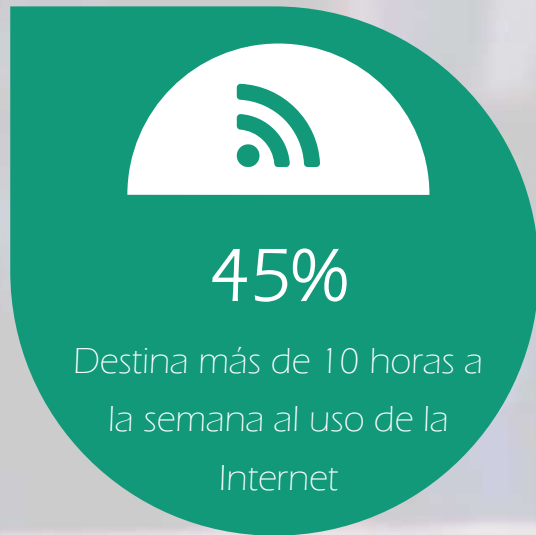 45%
Destina más de 10 horas a
la semana al uso de la
Internet